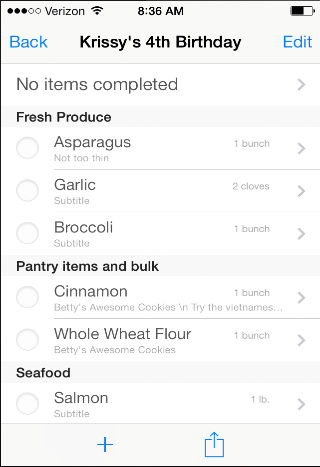 Verizon 8:36 AM
Back Krissy's 4th Birthday Edit
No items completed
Fresh Produce
Asparagus 1 bunch
Not too thin
Garlic 2 cloves
Subtitle
Broccoli 1 bunch
Subtitle
Pantry items and bulk
Cinnamon 1 bunch
Betty's Awesome Cookies \n Try the vietnames...
Whole Wheat Flour 1 bunch
Betty's Awesome Cookies
Seafood
Salmon 1 lb.
Subtitle